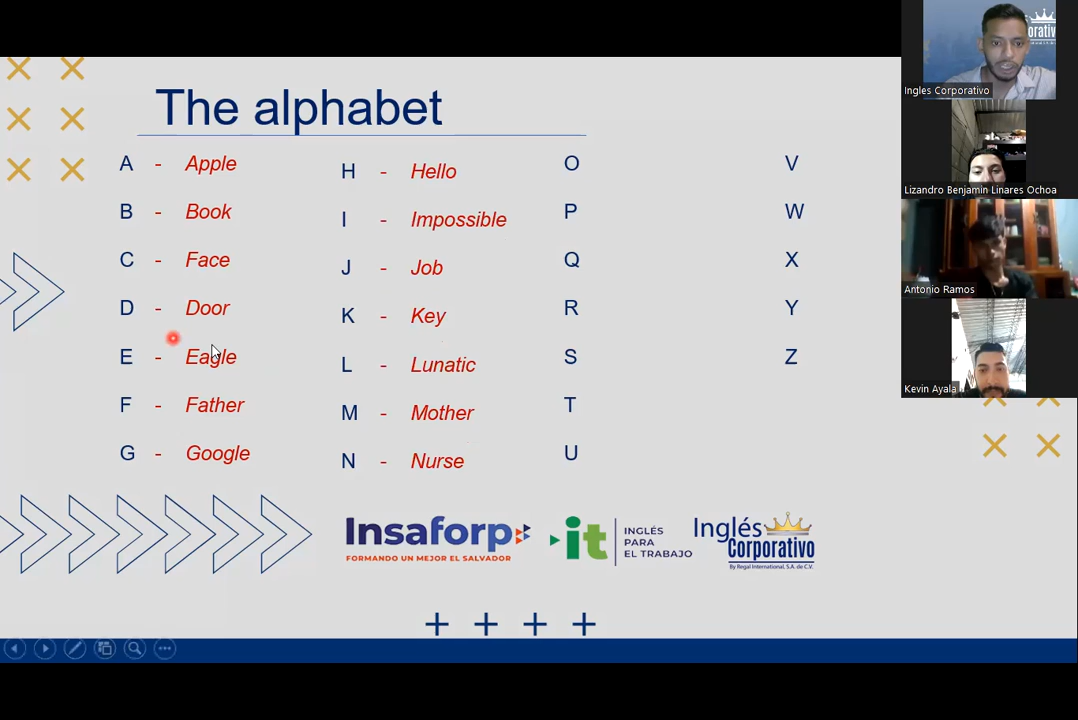 The alphabet
A - Apple
B - Book
C - Face
D - Door
E - Eagle
F - Father
G - Google
H - Hello
I - Impossible
J - Job
K - Key
L - Lunatic
M - Mother
N - Nurse
O
P
Q
R
S
T
U
V
W
X
Y
Z
Insaforp
FORMANDO UN MEJOR EL SALVADOR
it
INGLÉS
PARA
EL TRABAJO
Inglés
Corporativo
By Regal International, S.A. de C.V.
Ingles Corporativo
Lizandro Benjamin Linares Ochoa
Antonio Ramos
Kevin Ayala